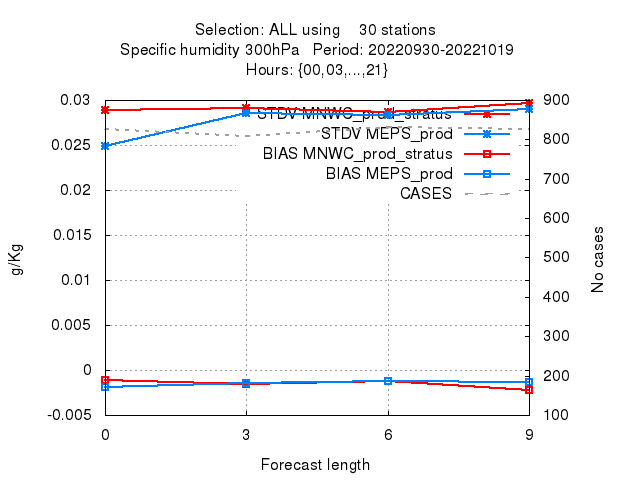 Selection: ALL using    30 stations
Specific humidity 300hPa   Period: 20220930-20221019
Hours: {00,03,...,21}
0.03
0.025
0.02
0.015
0.01
0.005
0
-0.005
g/Kg
STDV MNWC_prod_stratus
STDV MEPS_prod
BIAS MNWC_prod_stratus
BIAS MEPS_prod
CASES
900
800
700
600
500
400
300
200
100
No cases
0 3 6 9
Forecast length